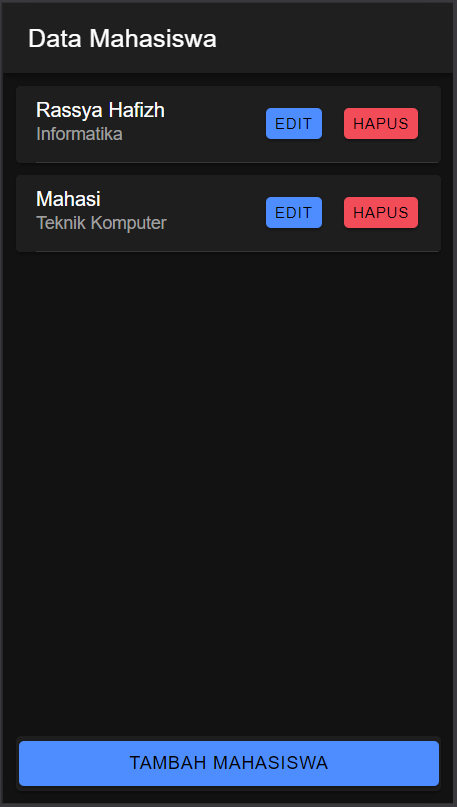 Data Mahasiswa
Rassya Hafizh
Informatika
EDIT
HAPUS
Mahasi
Teknik Komputer
EDIT
HAPUS
TAMBAH MAHASISWA